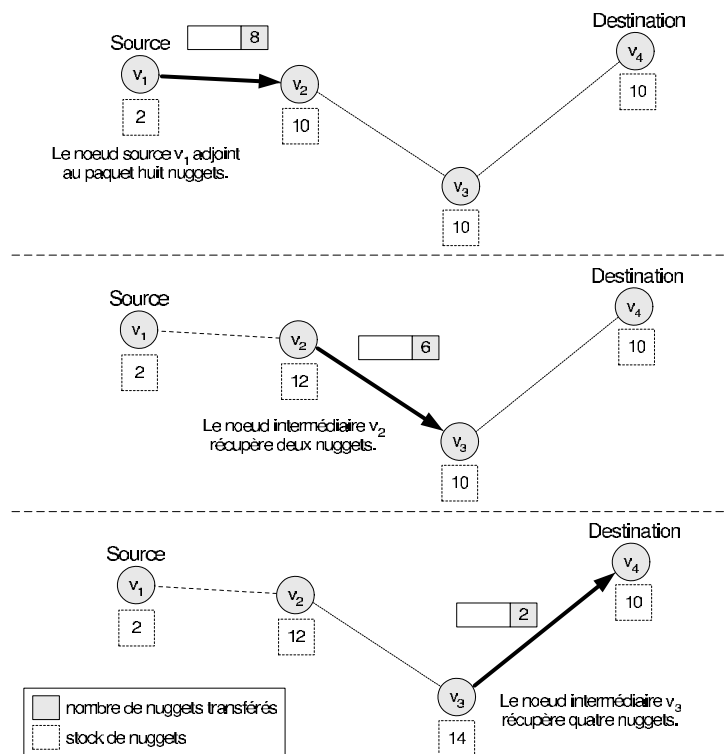 Source
8
Destination
v1
v2
v4
2
10
10
Le noeud source v1 adjoint
au paquet huit nuggets.
v3
10
Source
Destination
v1
v2
6
v4
2
12
10
Le noeud intermédiaire v2
récupère deux nuggets.
v3
10
Source
Destination
v1
v2
v4
2
12
2
10
v3
14
Le noeud intermédiaire v3
récupère quatre nuggets.
nombre de nuggets transférés
stock de nuggets